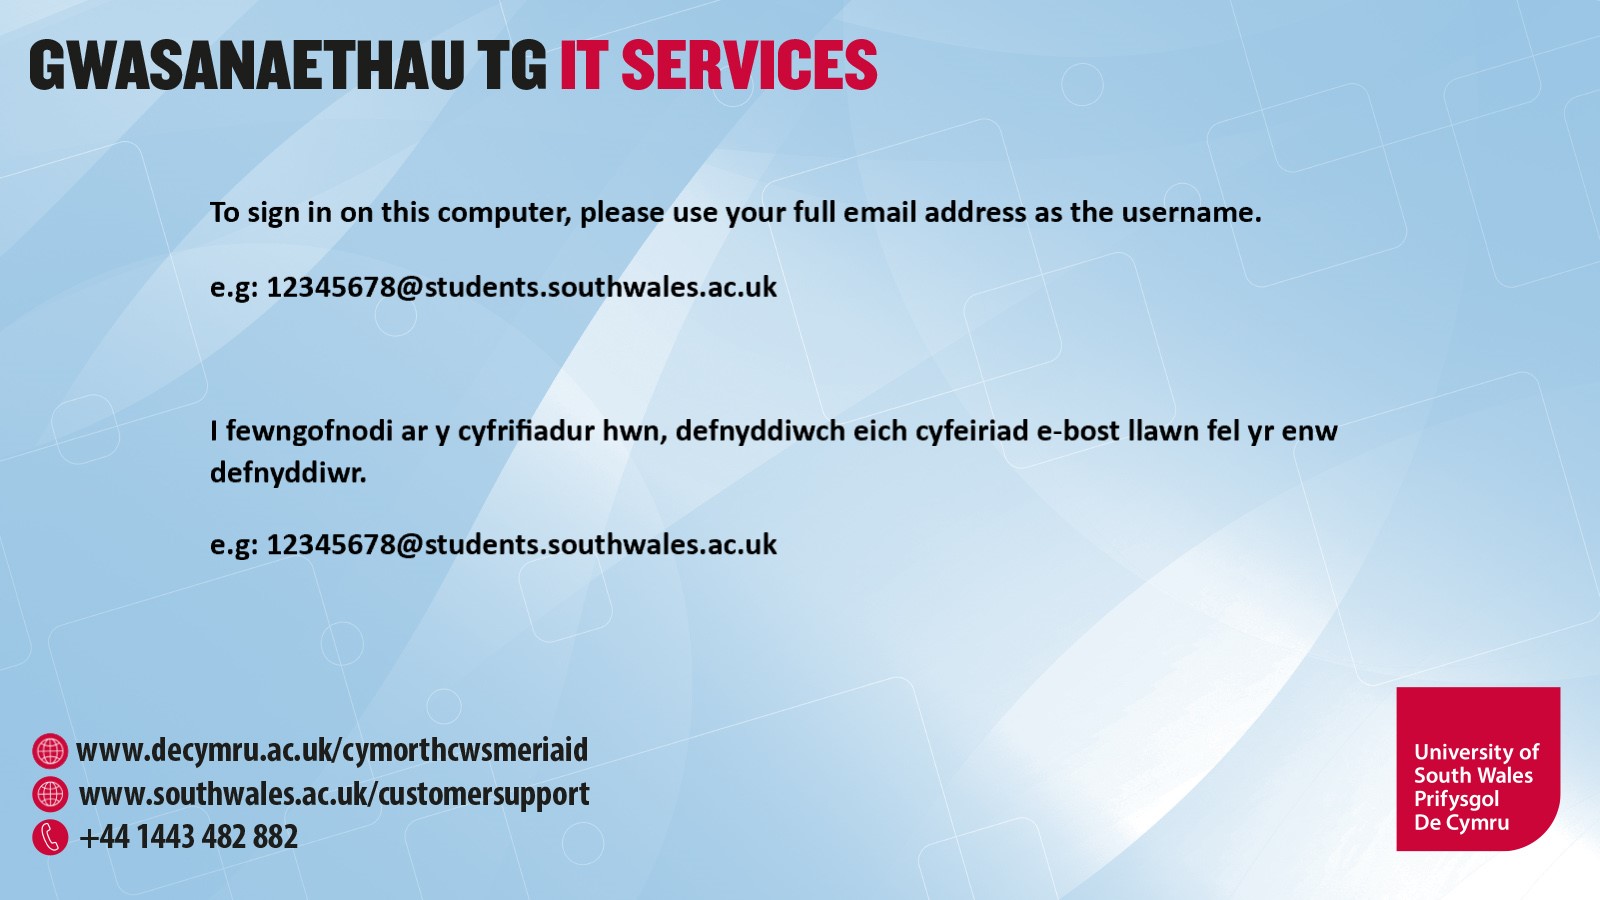 GWASANAETHAU TG IT SERVICES
To sign in on this computer, please use your full email address as the username.
e.g: 12345678@students.southwales.ac.uk
I fewngofnodi ar y cyfrifiadur hwn, defnyddiwch eich cyfeiriad e-bost llawn fel yr enw
defnyddiwr.
e.g: 12345678@students.southwales.ac.uk
www.decymru.ac.uk/cymorthcwsmeriaid
www.southwales.ac.uk/customersupport
+44 1443 482 882
University of
South Wales
Prifysgol
De Cymru